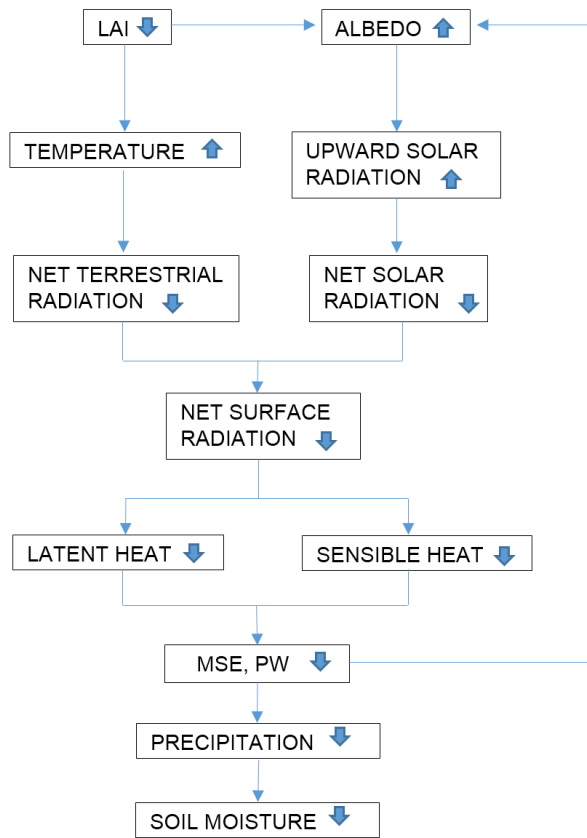 LAI
ALBEDO
TEMPERATURE
UPWARD SOLAR
RADIATION
NET TERRESTRIAL
RADIATION
NET SOLAR
RADIATION
NET SURFACE
RADIATION
LATENT HEAT
SENSIBLE HEAT
MSE, PW
PRECIPITATION
SOIL MOISTURE